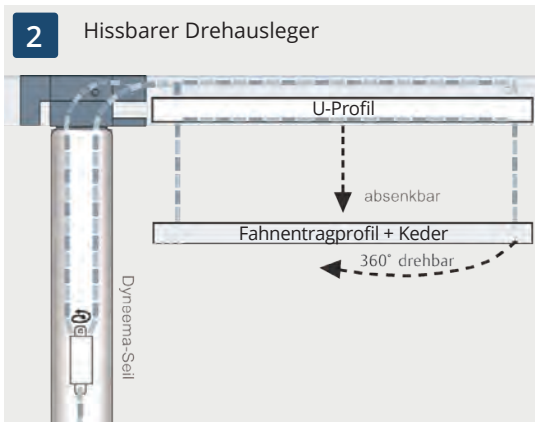 2
Hissbarer Drehausleger
U-Profil
absenkbar
Fahnentragprofil + Keder
360° drehbar
Dyneema-Seil